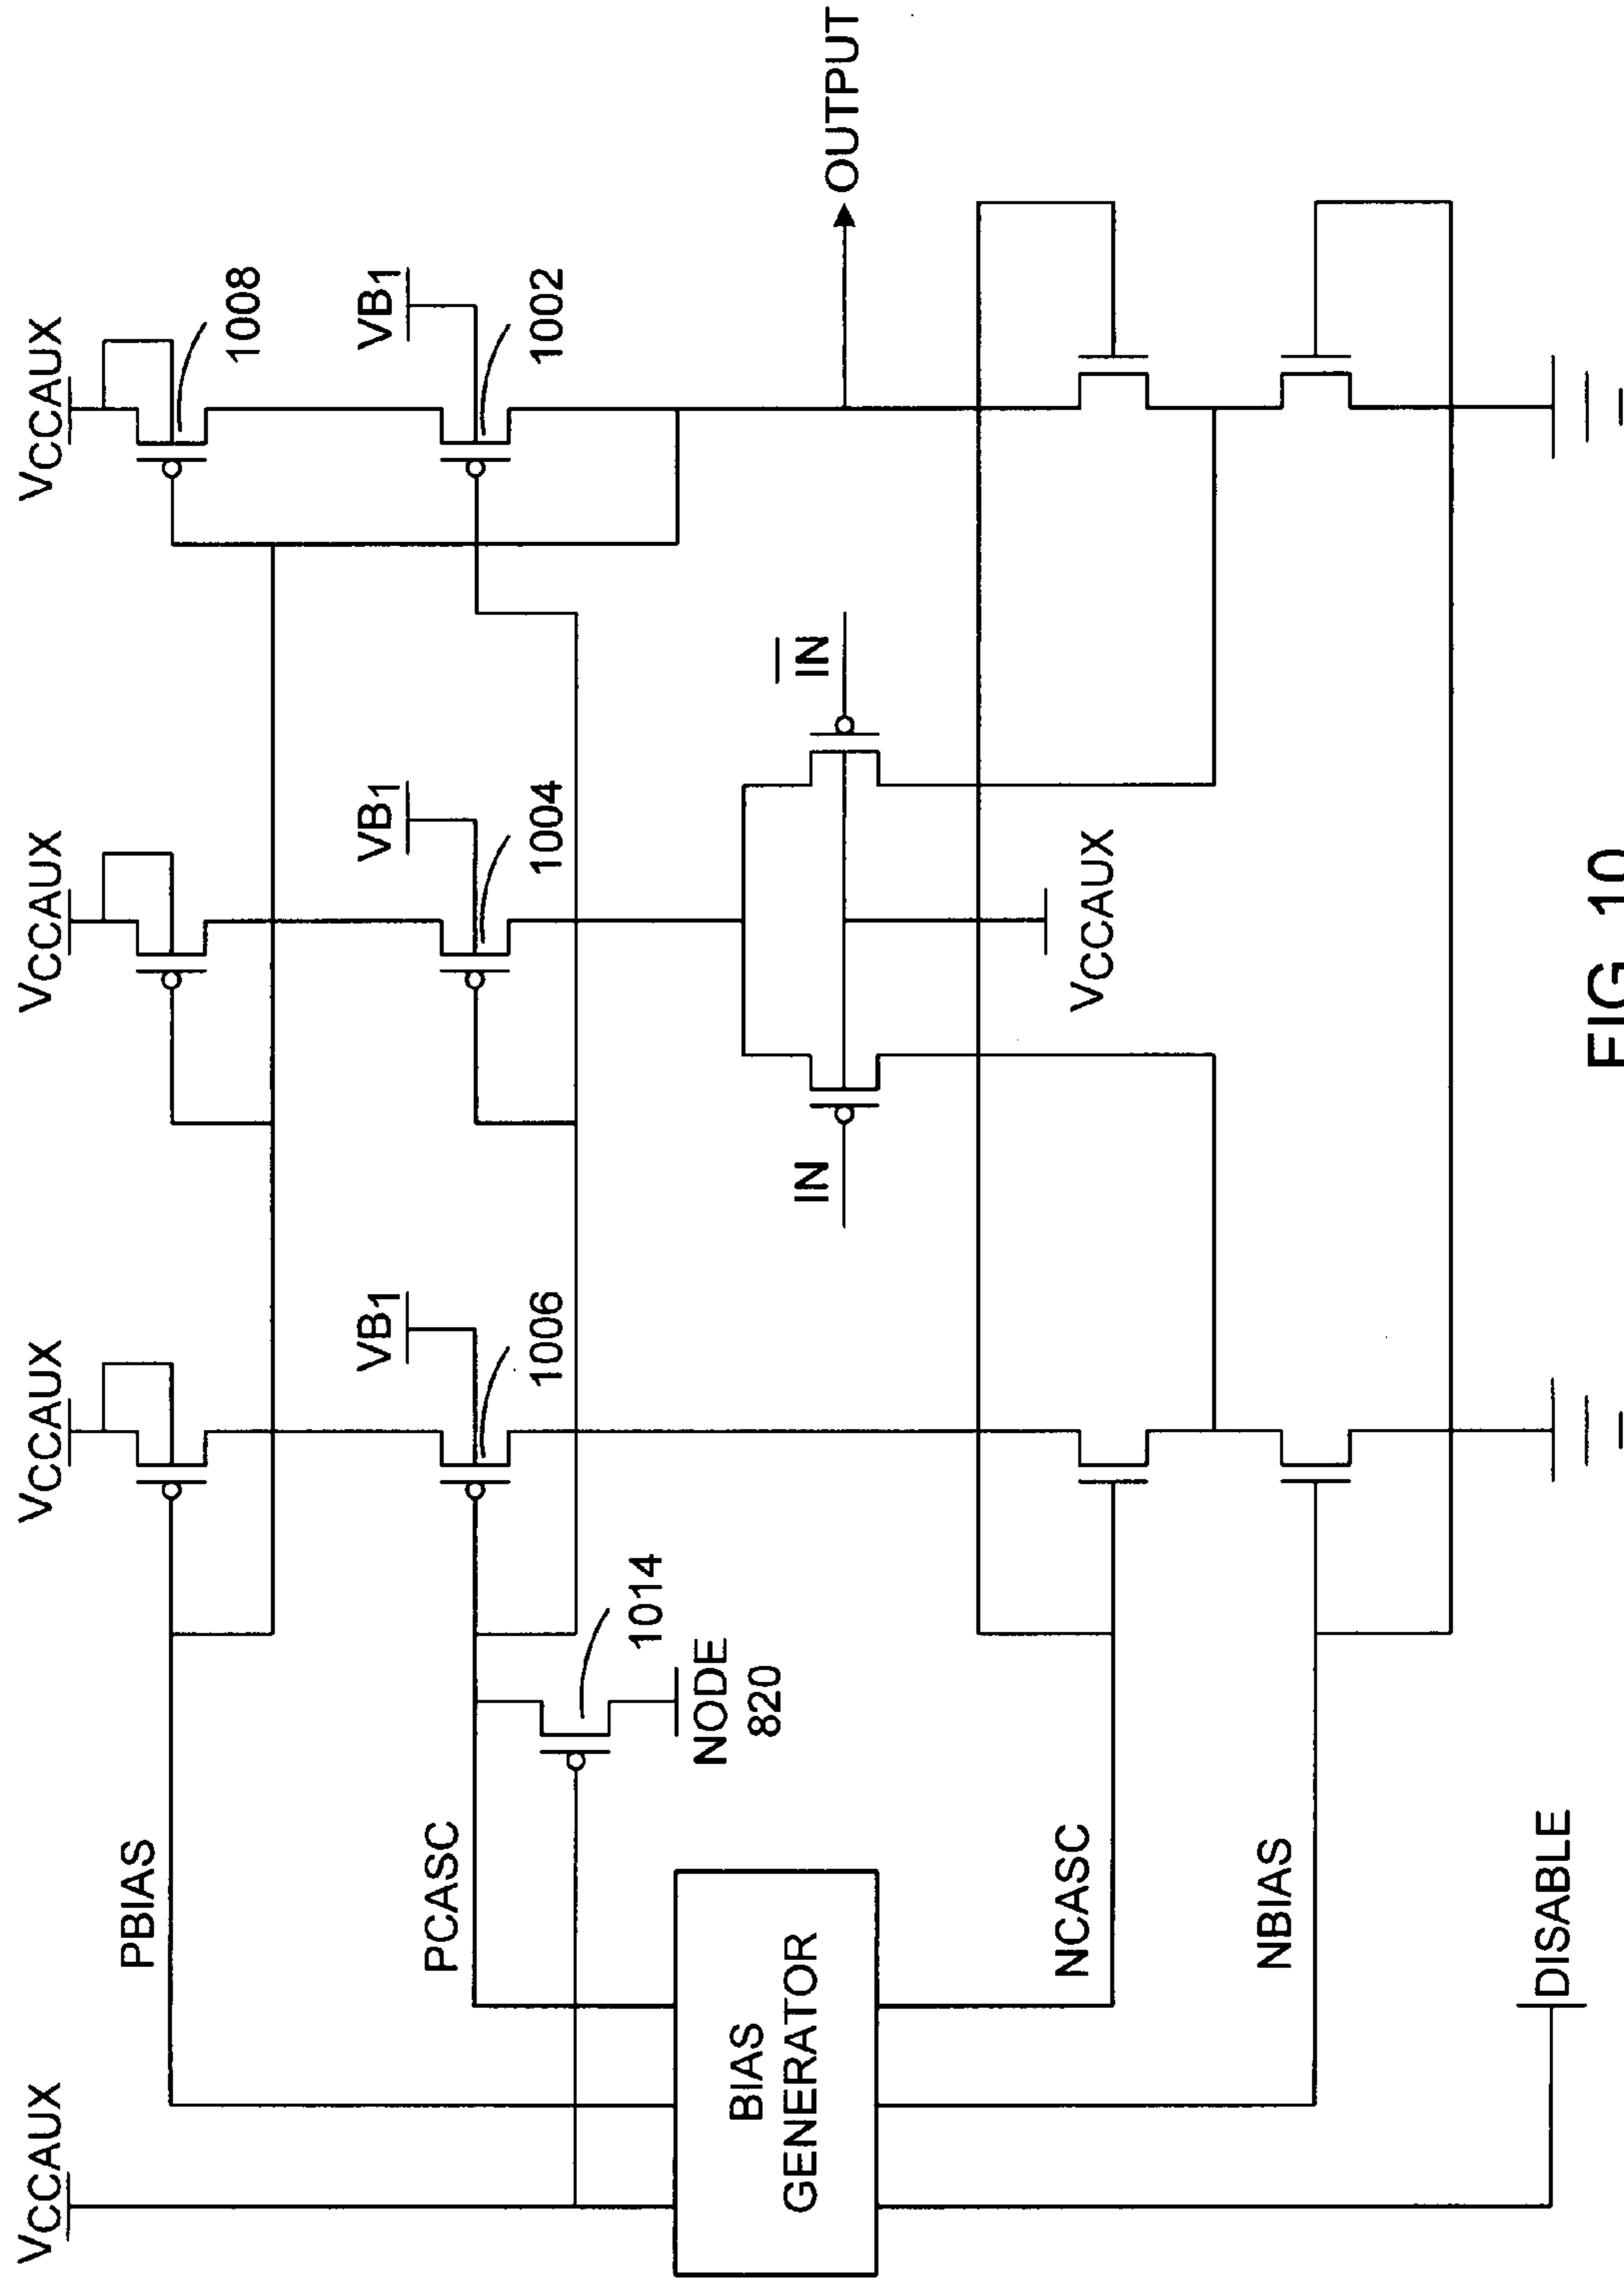 VCCAUX
VCCAUX
VCCAUX
VCCAUX
PBIAS
1008
VB1
VB1
VB1
PCASC
1006
1004
1002
1014
NODE
820
BIAS
GENERATOR
IN
IN
OUTPUT
NCASC
VCCAUX
NBIAS
DISABLE
FIG. 10